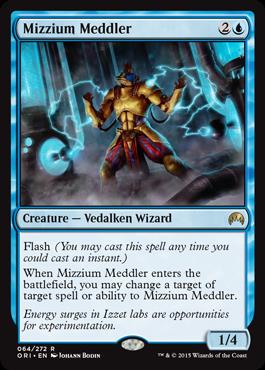 Mizzium Meddler 2
Creature — Vedalken Wizard
Flash (You may cast this spell any time you
could cast an instant.)
When Mizzium Meddler enters the
battlefield, you may change a target of
target spell or ability to Mizzium Meddler.
Energy surges in Izzet labs are opportunities
for experimentation.
1/4
064/272 R
ORI • EN Johann Bodin
™ & © 2015 Wizards of the Coast